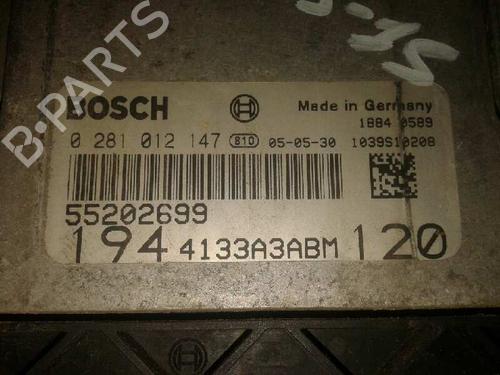 B-PARTS
BOSCH
Made in Germany
1884 0589
0 281 012 147 810 05-05-30 1039S10208
55202699
194 4133A3ABM 120